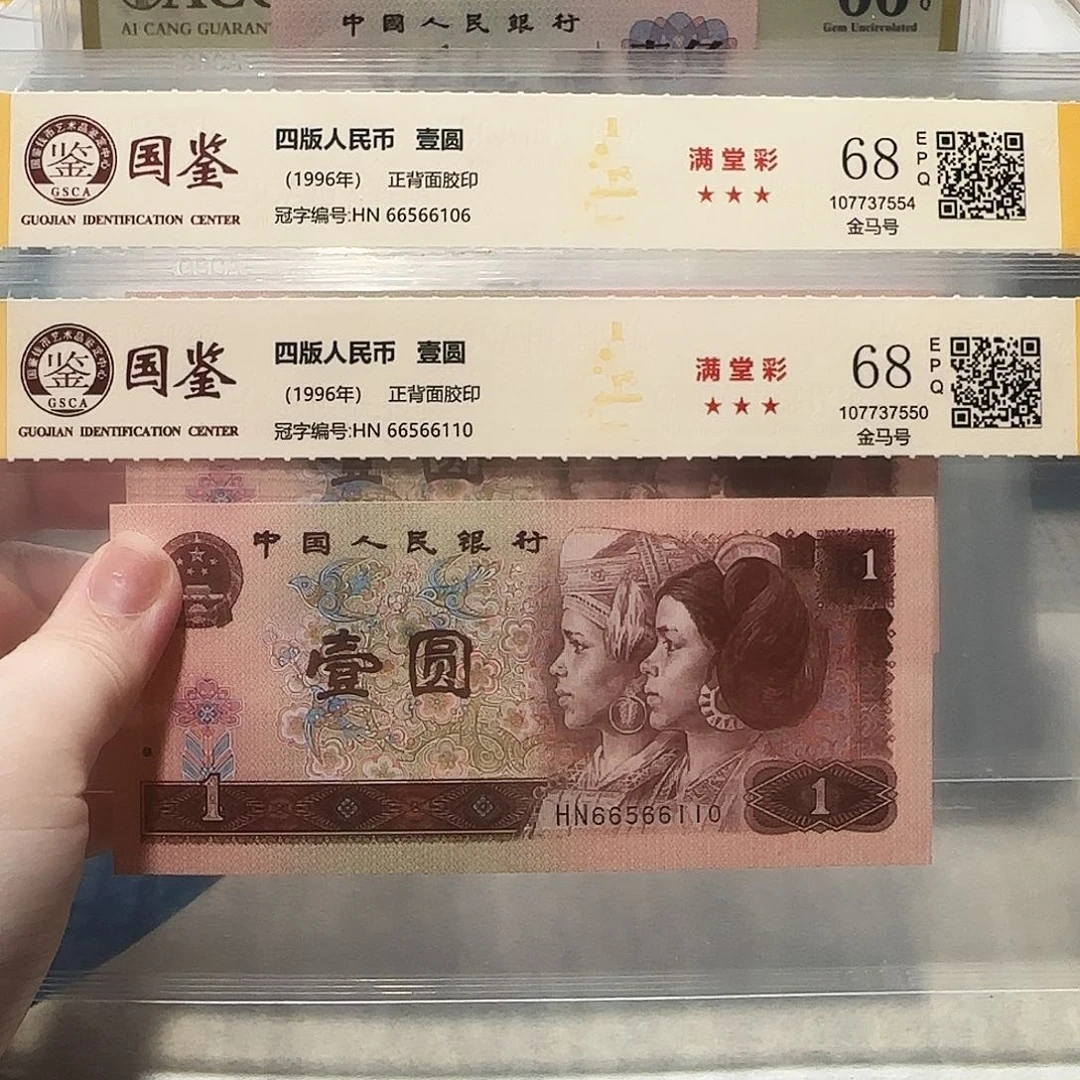 AI CANG GUARAN
中國人民銀行
Gem Uncirculated
国鉴
GSCA
GUOJIAN IDENTIFICATION CENTER
四版人民币 壹圆
(1996年) 正背面胶印
冠字编号:HN 66566106
满堂彩
★★★
68
EPQ
107737554
金马号
国鉴
GSCA
GUOJIAN IDENTIFICATION CENTER
四版人民币 壹圆
(1996年) 正背面胶印
冠字编号:HN 66566110
满堂彩
★★★
68
EPQ
107737550
金马号
壹圆
中国人民银行
1
壹圆
1
HN66566110
1